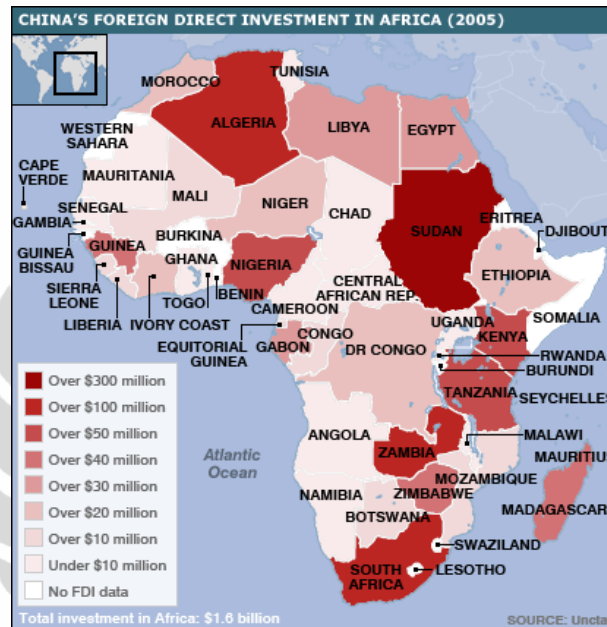 CHINA'S FOREIGN DIRECT INVESTMENT IN AFRICA (2005)
TUNISIA
MOROCCO
ALGERIA
LIBYA
EGYPT
WESTERN
SAHARA
CAPE
VERDE
MAURITANIA
MALI
NIGER
CHAD
SUDAN
ERITREA
DJIBOUT
SENEGAL
GAMBIA
BURKINA
GUINEA
GUINEA
BISSAU
GHANA
NIGERIA
ETHIOPIA
SIERRA
LEONE
TOGO
BENIN
CENTRAL
AFRICAN REP.
SOMALIA
LIBERIA
IVORY COAST
CAMEROON
UGANDA
KENYA
EQUITORIAL
GUINEA
GABON
CONGO
DR CONGO
RWANDA
BURUNDI
TANZANIA
SEYCHELLES
ANGOLA
MALAWI
ZAMBIA
Atlantic
Ocean
MAURITIU
MOZAMBIQUE
ZIMBABWE
NAMIBIA
MADAGASCAR
BOTSWANA
SWAZILAND
SOUTH
AFRICA
LESOTHO
Over $300 million
Over $100 million
Over $50 million
Over $40 million
Over $30 million
Over $20 million
Over $10 million
Under $10 million
No FDI data
Total investment in Africa: $1.6 billion
SOURCE: Uncta